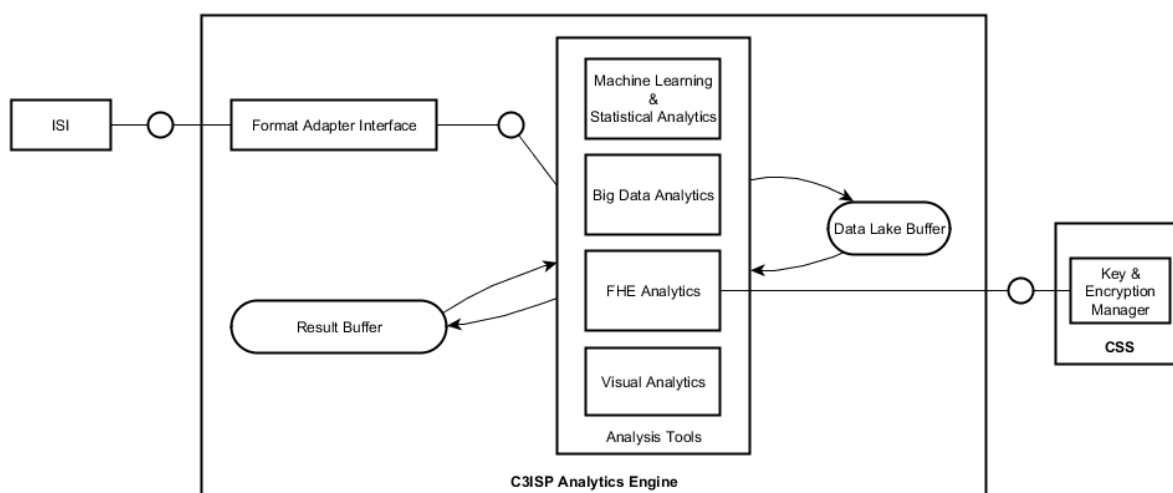 ISI
Format Adapter Interface
Machine Learning
&
Statistical Analytics
Big Data Analytics
Data Lake Buffer
FHE Analytics
Key &
Encryption
Manager
CSS
Result Buffer
Visual Analytics
Analysis Tools
C3ISP Analytics Engine